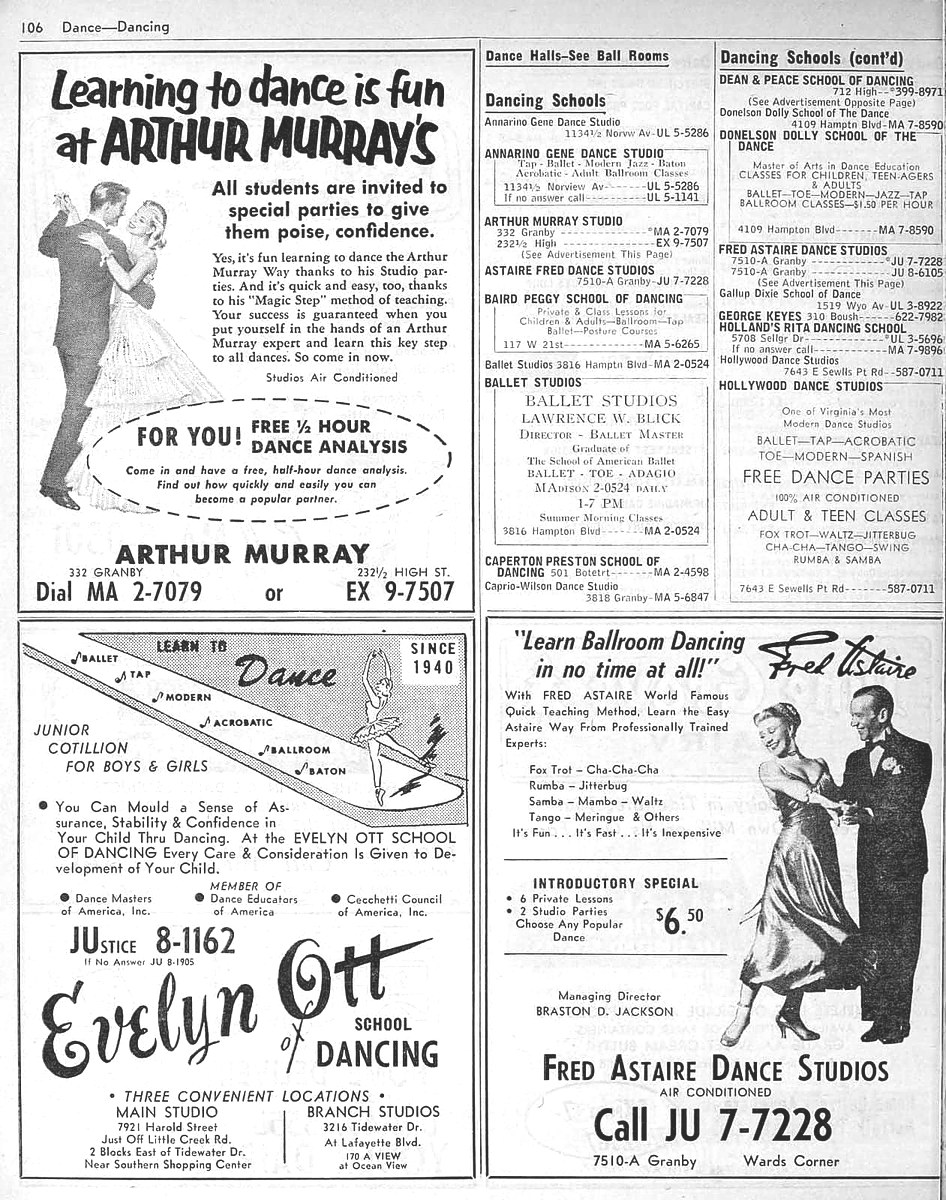 106 Dance—Dancing
Learning to dance is fun
at ARTHUR MURRAY'S
All students are invited to
special parties to give
them poise, confidence.
Yes, it's fun learning to dance the Arthur
Murray Way thanks to his Studio par-
ties. And it's quick and easy, too, thanks
to his "Magic Step" method of teaching.
Your success is guaranteed when you
put yourself in the hands of an Arthur
Murray expert and learn this key step
to all dances. So come in now.
Studios Air Conditioned
FOR YOU! FREE ½ HOUR
DANCE ANALYSIS
Come in and have a free, half-hour dance analysis.
Find out how quickly and easily you can
become a popular partner.
ARTHUR MURRAY
332 GRANBY 232½ HIGH ST.
Dial MA 2-7079 or EX 9-7507
Dance Halls—See Ball Rooms
Dancing Schools
Annarino Gene Dance Studio
1134½ Norvw Av-UL 5-5286
ANNARINO GENE DANCE STUDIO
Tap - Ballet - Modern Jazz - Baton
Acrobatic - Adult Ballroom Classes
1134½ Norview Av-------UL 5-5286
If no answer call---------UL 5-1141
ARTHUR MURRAY STUDIO
332 Granby --------------*MA 2-7079
232½ High ---------------EX 9-7507
(See Advertisement This Page)
ASTAIRE FRED DANCE STUDIOS
7510-A Granby-JU 7-7228
BAIRD PEGGY SCHOOL OF DANCING
Private & Class Lessons for
Children & Adults—Ballroom—Tap
Ballet—Posture Courses
117 W 21st--------------MA 5-6265
Ballet Studios 3816 Hamptn Blvd-MA 2-0524
BALLET STUDIOS
BALLET STUDIOS
LAWRENCE W. BLICK
DIRECTOR - BALLET MASTER
Graduate of
The School of American Ballet
BALLET - TOE - ADAGIO
MADISON 2-0524 DAILY
1-7 PM
Summer Morning Classes
3816 Hampton Blvd-------MA 2-0524
CAPERTON PRESTON SCHOOL OF
DANCING 501 Botetrt------MA 2-4598
Caprio-Wilson Dance Studio
3818 Granby-MA 5-6847
Dancing Schools (cont'd)
DEAN & PEACE SCHOOL OF DANCING
712 High--*399-8971
(See Advertisement Opposite Page)
Donelson Dolly School of The Dance
4109 Hamptn Blvd-MA 7-8590
DONELSON DOLLY SCHOOL OF THE
DANCE
Master of Arts in Dance Education
CLASSES FOR CHILDREN, TEEN-AGERS
& ADULTS
BALLET—TOE—MODERN—JAZZ—TAP
BALLROOM CLASSES—$1.50 PER HOUR
4109 Hampton Blvd-------MA 7-8590
FRED ASTAIRE DANCE STUDIOS
7510-A Granby ------------*JU 7-7228
7510-A Granby ------------JU 8-6105
(See Advertisement This Page)
Gallup Dixie School of Dance
1519 Wyo Av-UL 3-8922
GEORGE KEYES 310 Boush-----622-7982
HOLLAND'S RITA DANCING SCHOOL
5708 Sellgr Dr------------*UL 3-5696
If no answer call------------MA 7-9896
Hollywood Dance Studios
7643 E Sewlls Pt Rd--587-0711
HOLLYWOOD DANCE STUDIOS
One of Virginia's Most
Modern Dance Studios
BALLET—TAP—ACROBATIC
TOE—MODERN—SPANISH
FREE DANCE PARTIES
100% AIR CONDITIONED
ADULT & TEEN CLASSES
FOX TROT—WALTZ—JITTERBUG
CHA-CHA—TANGO—SWING
RUMBA & SAMBA
7643 E Sewells Pt Rd-------587-0711
LEARN TO
Dance
SINCE
1940
BALLET
TAP
MODERN
ACROBATIC
BALLROOM
BATON
JUNIOR
COTILLION
FOR BOYS & GIRLS
• You Can Mould a Sense of As-
surance, Stability & Confidence in
Your Child Thru Dancing. At the EVELYN OTT SCHOOL
OF DANCING Every Care & Consideration Is Given to De-
velopment of Your Child.
MEMBER OF
• Dance Masters • Dance Educators • Cecchetti Council
of America, Inc. of America of America, Inc.
JUSTICE 8-1162
If No Answer JU 8-1905
Evelyn Ott
of SCHOOL
DANCING
• THREE CONVENIENT LOCATIONS •
MAIN STUDIO
7921 Harold Street
Just Off Little Creek Rd.
2 Blocks East of Tidewater Dr.
Near Southern Shopping Center
BRANCH STUDIOS
3216 Tidewater Dr.
At Lafayette Blvd.
170 A VIEW
at Ocean View
"Learn Ballroom Dancing
in no time at all!"
Fred Astaire
With FRED ASTAIRE World Famous
Quick Teaching Method, Learn the Easy
Astaire Way From Professionally Trained
Experts:
Fox Trot – Cha-Cha-Cha
Rumba – Jitterbug
Samba – Mambo – Waltz
Tango – Meringue & Others
It's Fun . . . It's Fast . . . It's Inexpensive
INTRODUCTORY SPECIAL
• 6 Private Lessons
• 2 Studio Parties
Choose Any Popular
Dance
$6.50
Managing Director
BRASTON D. JACKSON
FRED ASTAIRE DANCE STUDIOS
AIR CONDITIONED
Call JU 7-7228
7510-A Granby Wards Corner